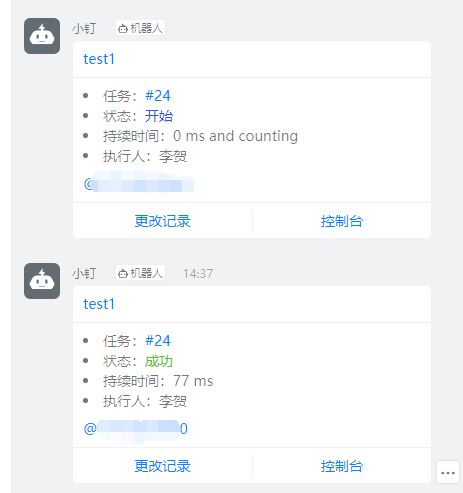 小钉 机器人
test1
任务：#24
状态：开始
持续时间：0 ms and counting
执行人：李贺
@
更改记录 控制台
小钉 机器人 14:37
test1
任务：#24
状态：成功
持续时间：77 ms
执行人：李贺
@ 0
更改记录 控制台